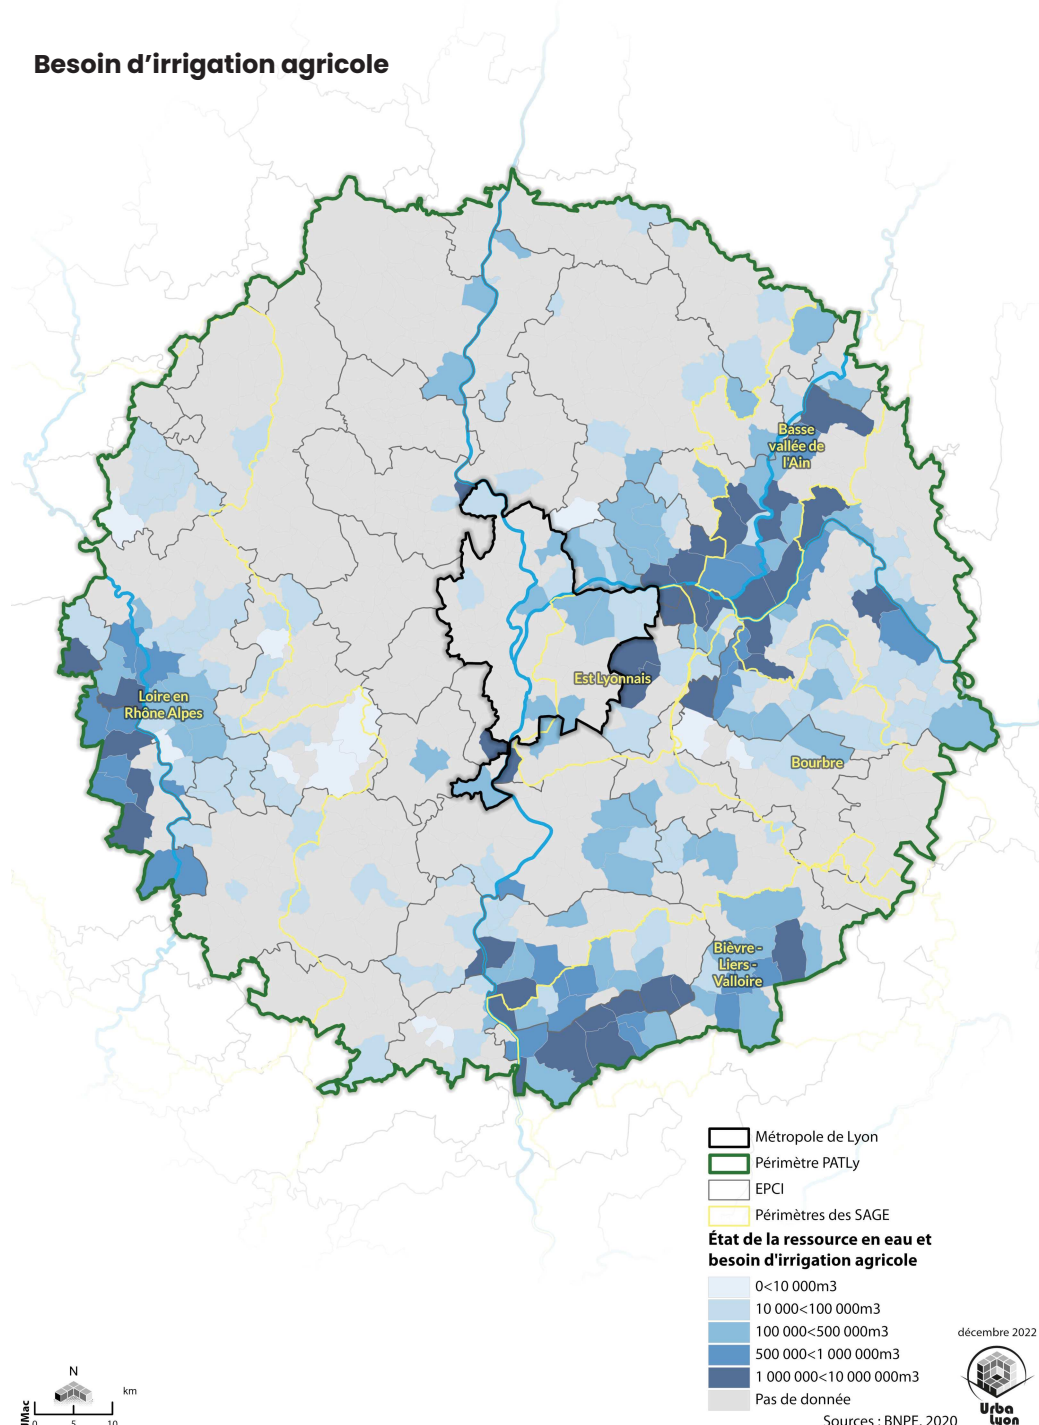 Besoin d'irrigation agricole
Basse
vallée de
l'Ain
Est Lyonnais
Loire en
Rhône Alpes
Bourbre
Bièvre -
Liers -
Valloire
Métropole de Lyon
Périmètre PATLy
EPCI
Périmètres des SAGE
État de la ressource en eau et
besoin d'irrigation agricole
0<10 000m3
10 000<100 000m3
100 000<500 000m3
500 000<1 000 000m3
1 000 000<10 000 000m3
Pas de donnée
décembre 2022
Urba
Lyon
Sources : BNPE, 2020
N
km
0 5 10